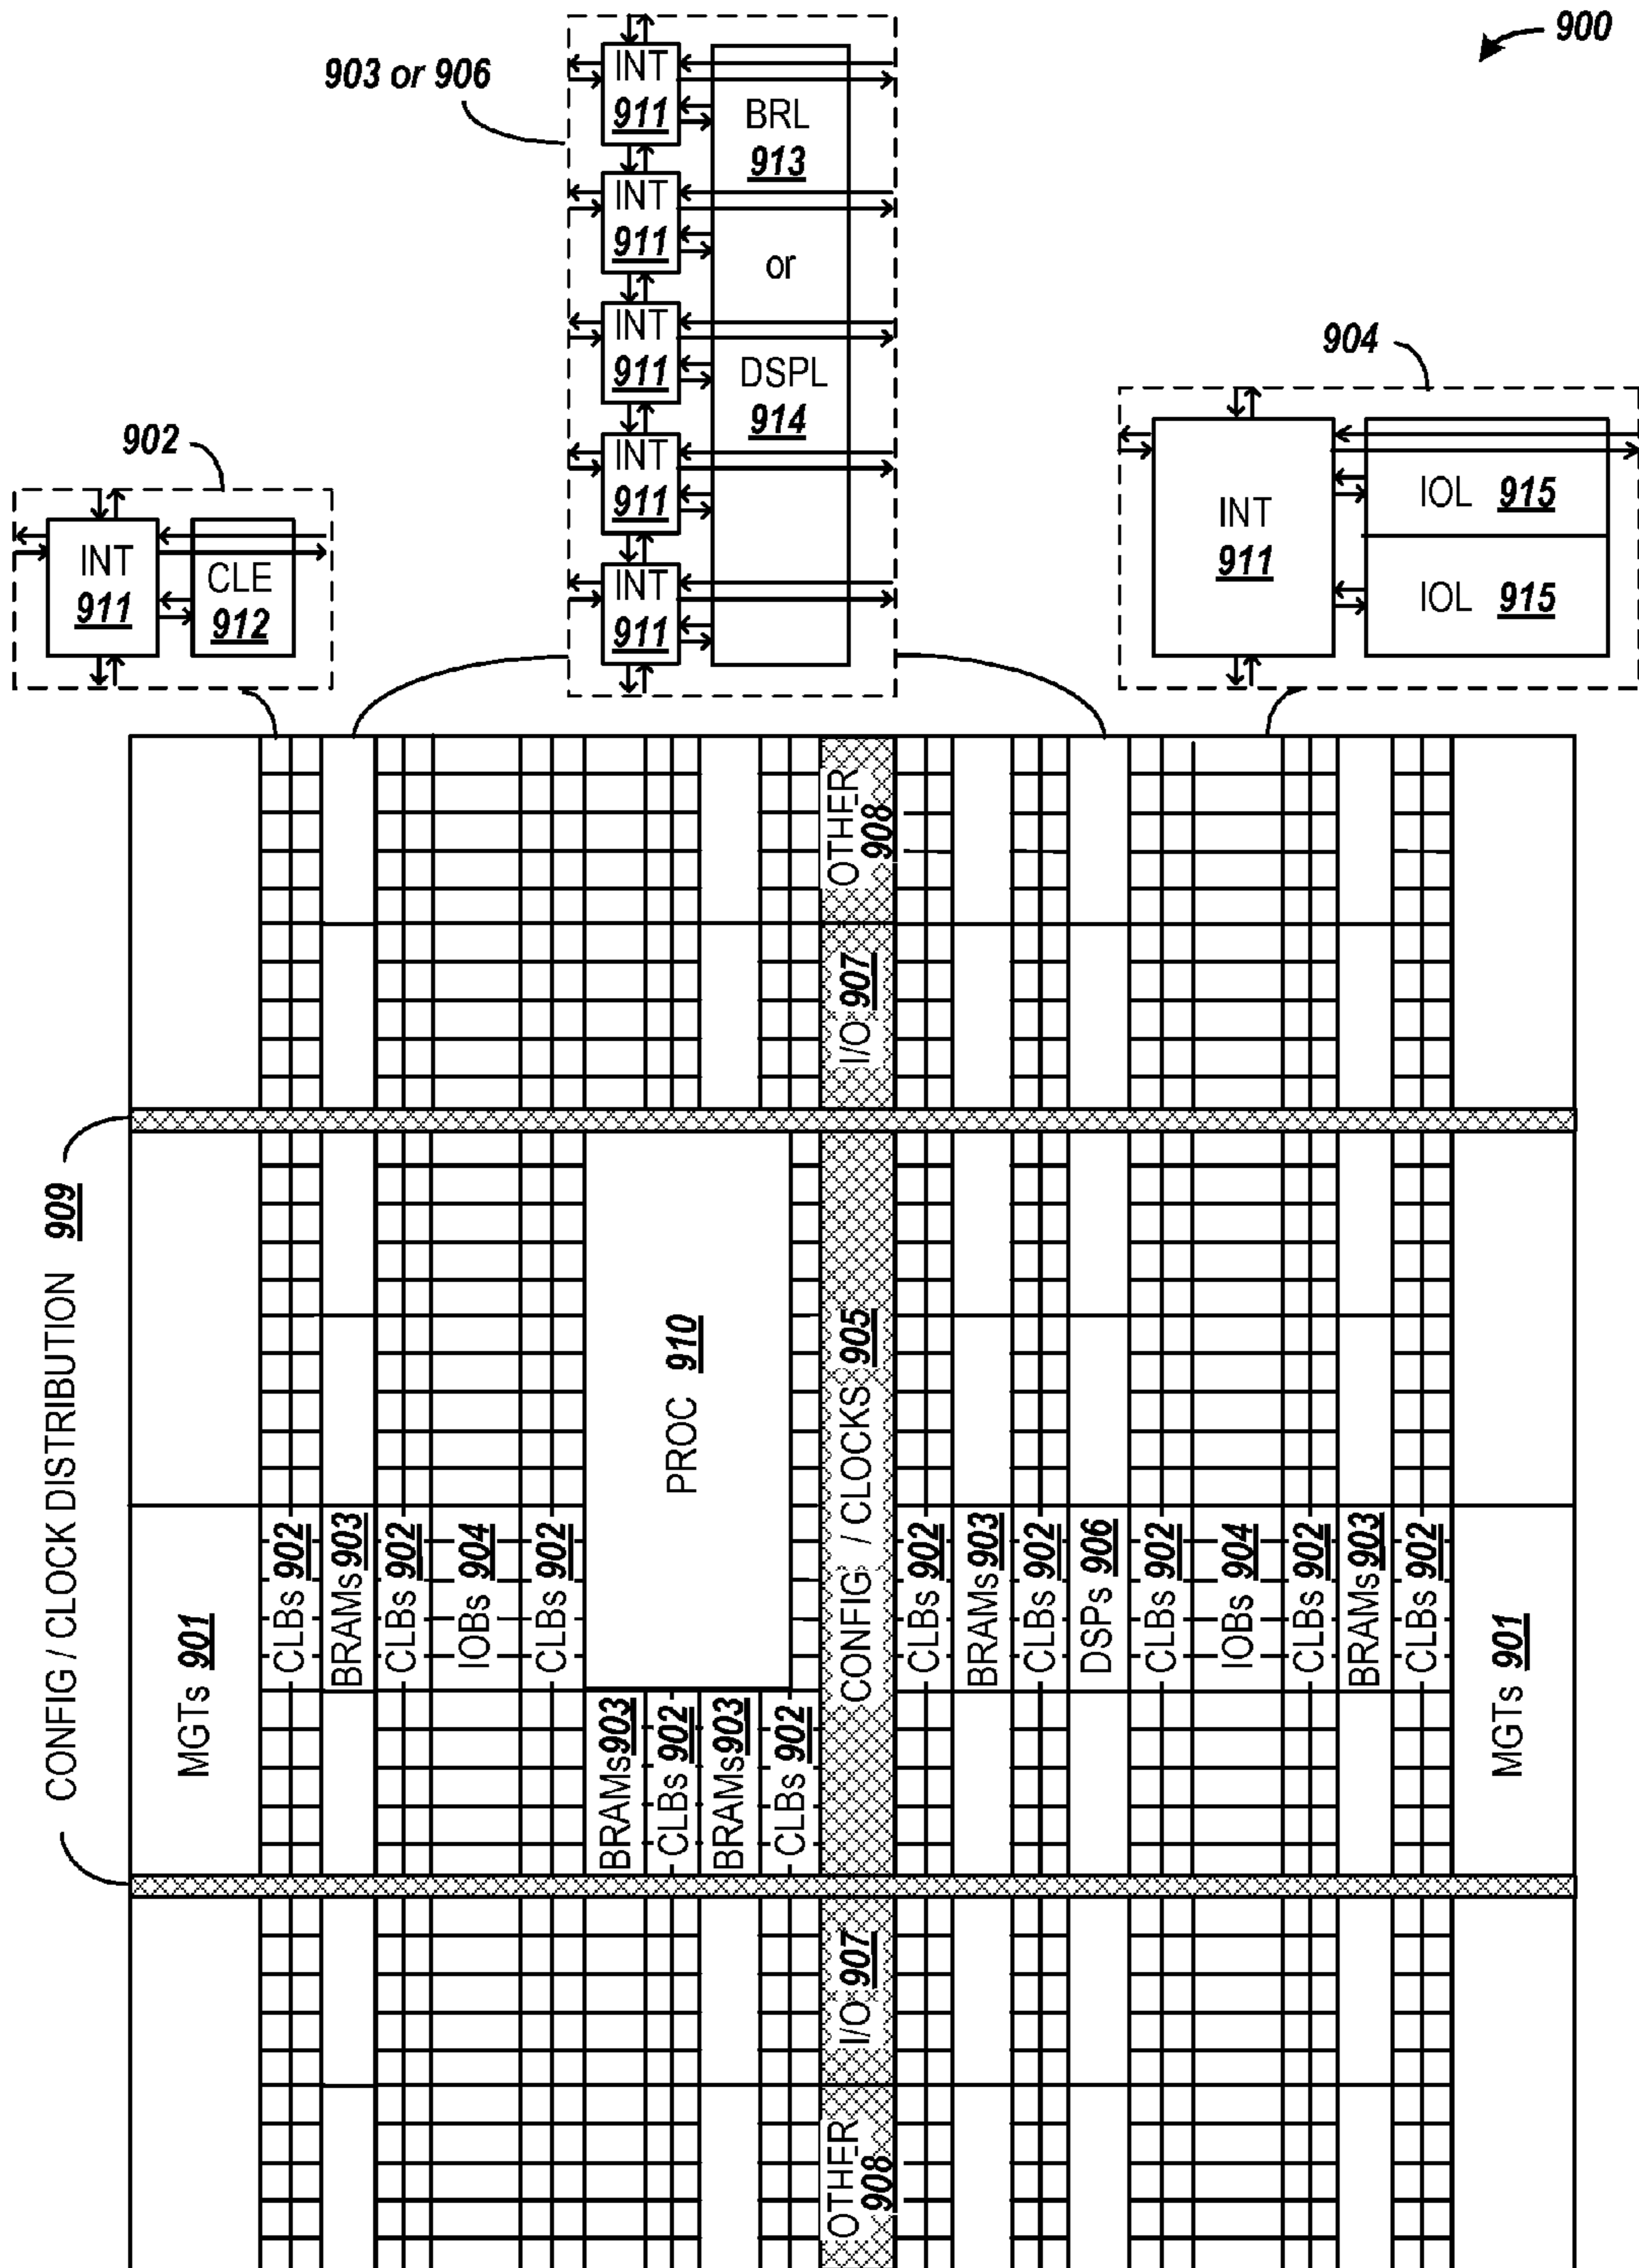 900
903 or 906
INT
911
BRL
913
INT
911
or
INT
911
DSPL
914
INT
911
INT
911
902
INT
911
CLE
912
904
INT
911
IOL 915
IOL 915
CONFIG / CLOCK DISTRIBUTION 909
OTHER
908
I/O 907
PROC 910
CONFIG / CLOCKS 905
MGTs 901
CLBs 902
BRAMs 903
CLBs 902
IOBs 904
CLBs 902
BRAMs 903
CLBs 902
BRAMs 903
CLBs 902
CLBs 902
BRAMs 903
CLBs 902
DSPs 906
CLBs 902
IOBs 904
CLBs 902
BRAMs 903
CLBs 902
MGTs 901
I/O 907
OTHER
908